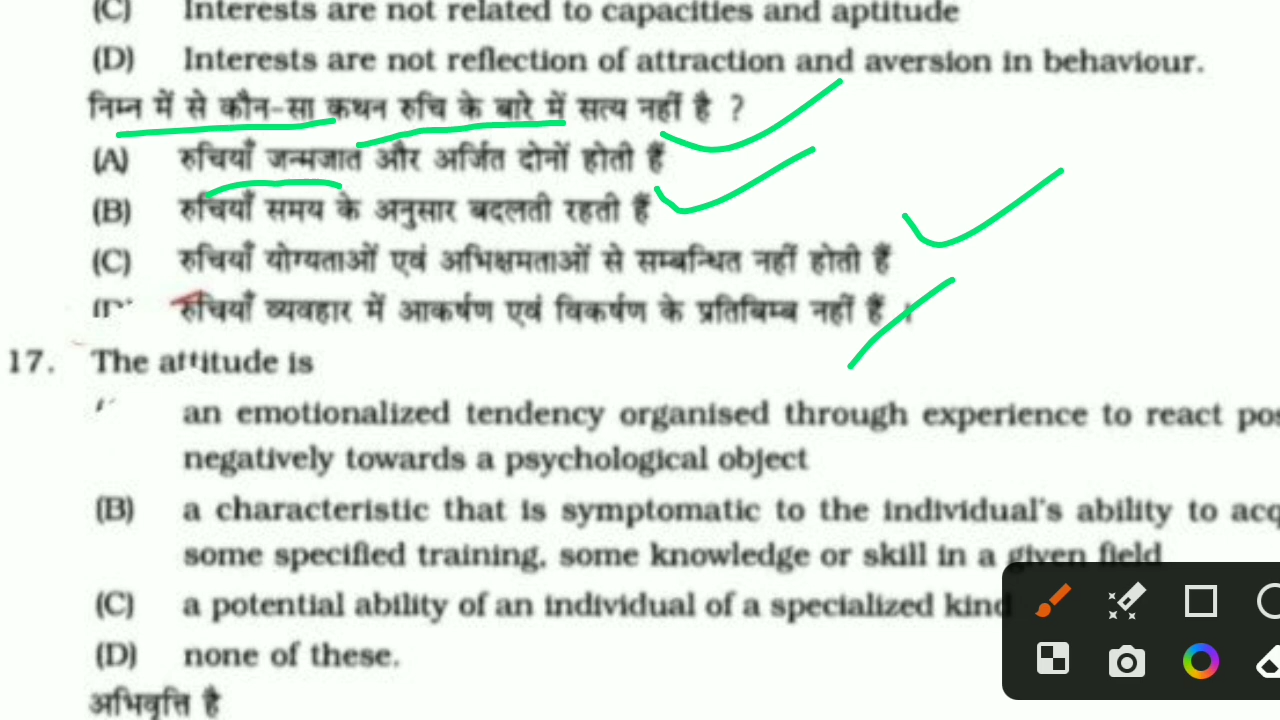 (C) Interests are not related to capacities and aptitude
(D) Interests are not reflection of attraction and aversion in behaviour.
निम्न में से कौन-सा कथन रुचि के बारे में सत्य नहीं है ?
(A) रुचियाँ जन्मजात और अर्जित दोनों होती हैं
(B) रुचियाँ समय के अनुसार बदलती रहती हैं
(C) रुचियाँ योग्यताओं एवं अभिक्षमताओं से सम्बन्धित नहीं होती हैं
रुचियाँ व्यवहार में आकर्षण एवं विकर्षण के प्रतिबिम्ब नहीं हैं ।
17. The attitude is
an emotionalized tendency organised through experience to react pos
negatively towards a psychological object
(B) a characteristic that is symptomatic to the individual's ability to acq
some specified training, some knowledge or skill in a given field
(C) a potential ability of an individual of a specialized kind
(D) none of these.
अभिवृत्ति है